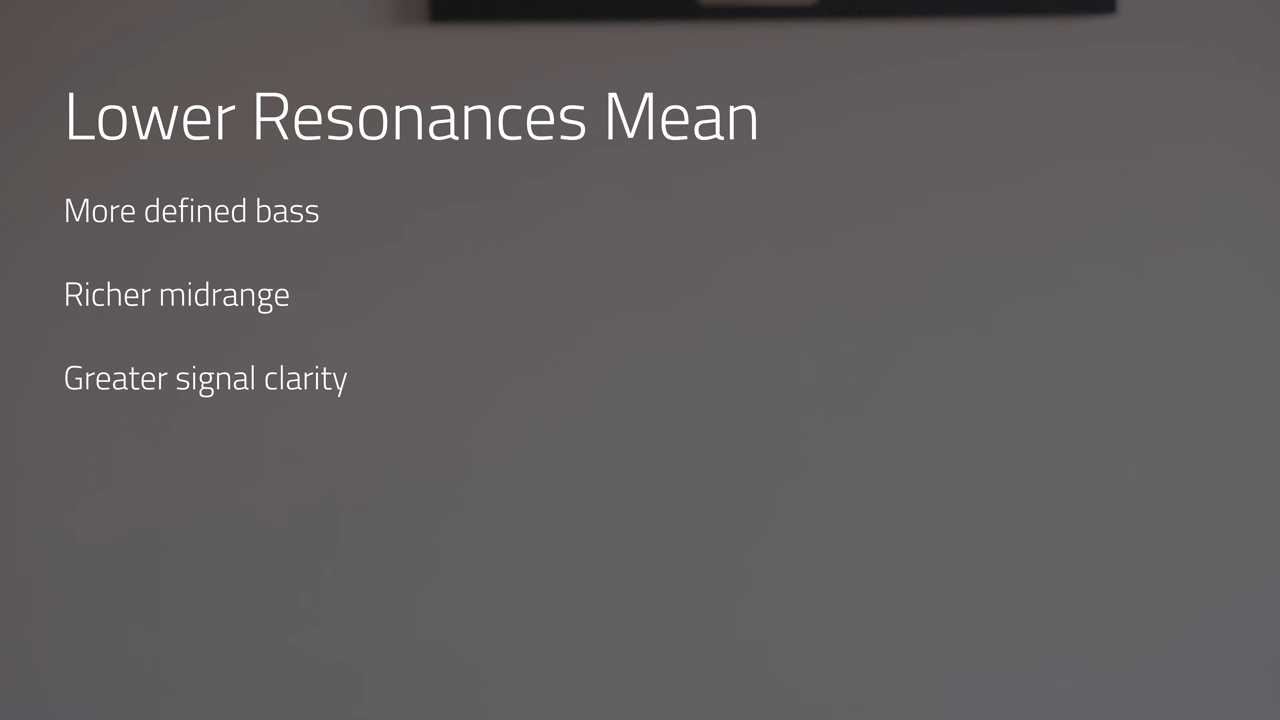 Lower Resonances Mean
More defined bass
Richer midrange
Greater signal clarity